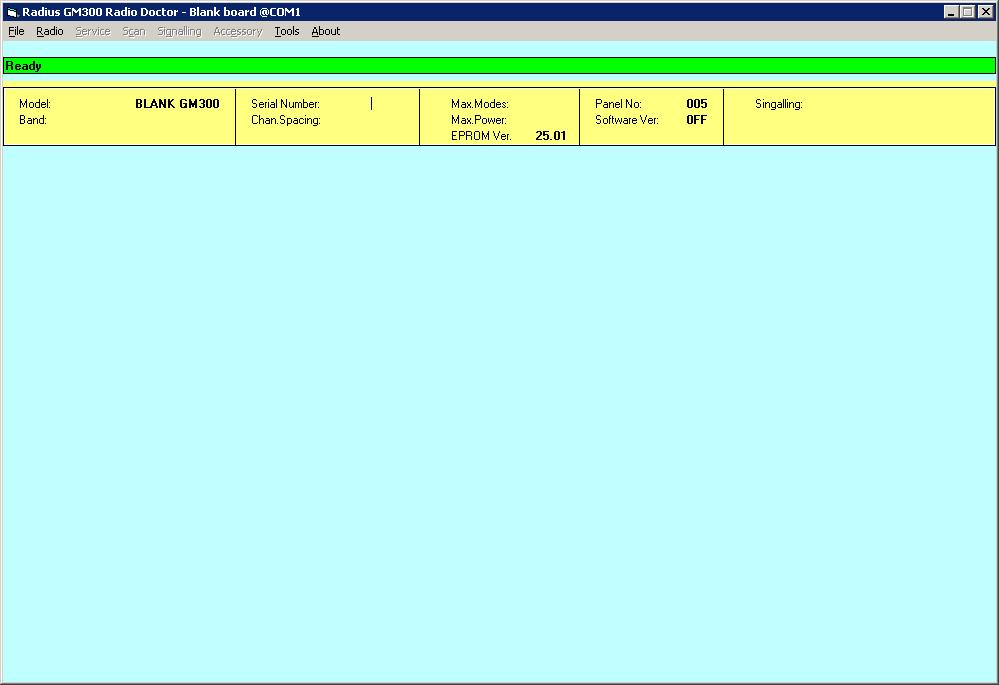 Radius GM300 Radio Doctor - Blank board @COM1
File Radio Service Scan Signalling Accessory Tools About
Ready
Model: BLANK GM300 Serial Number: Max.Modes: Panel No: 005 Singalling:
Band: Chan.Spacing: Max.Power: Software Ver: 0FF
EPROM Ver. 25.01